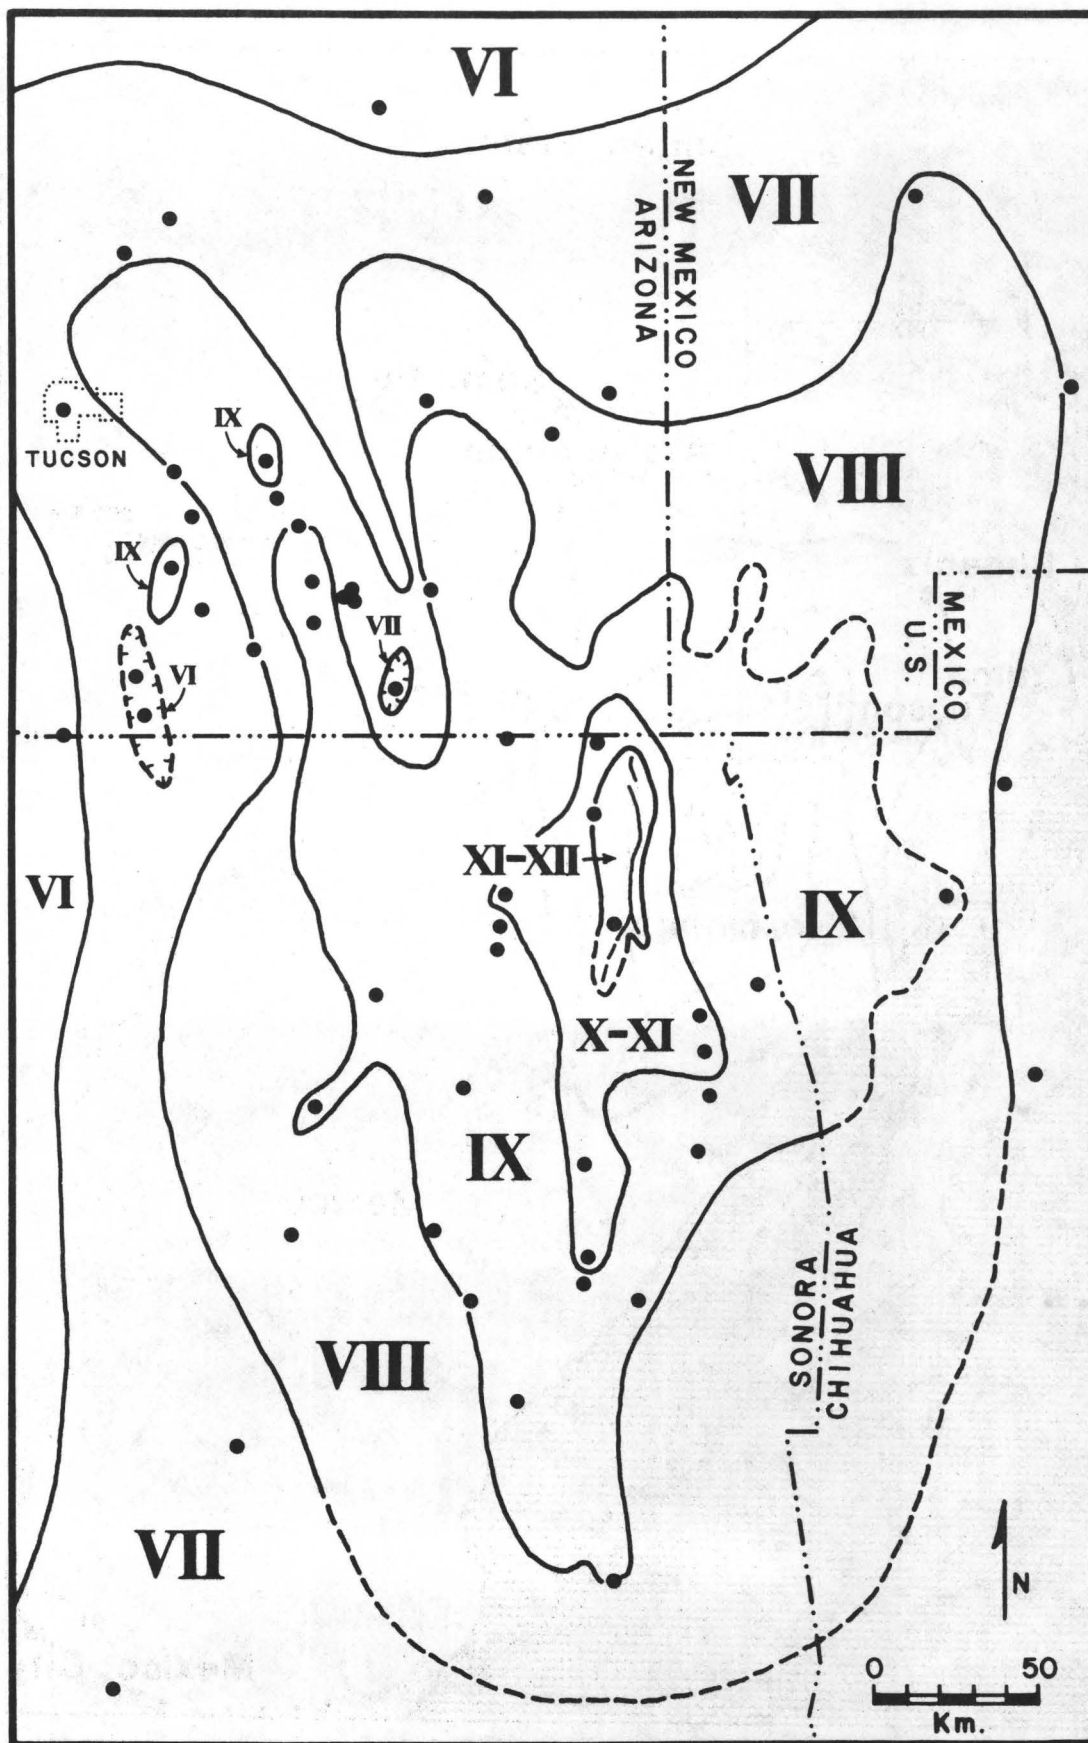 VI
NEW MEXICO
ARIZONA
VII
TUCSON
IX
VIII
IX
VII
VI
MEXICO
U.S.
VI
XI-XII
IX
X-XI
IX
SONORA
CHIHUAHUA
VIII
VII
N
0 50
Km.